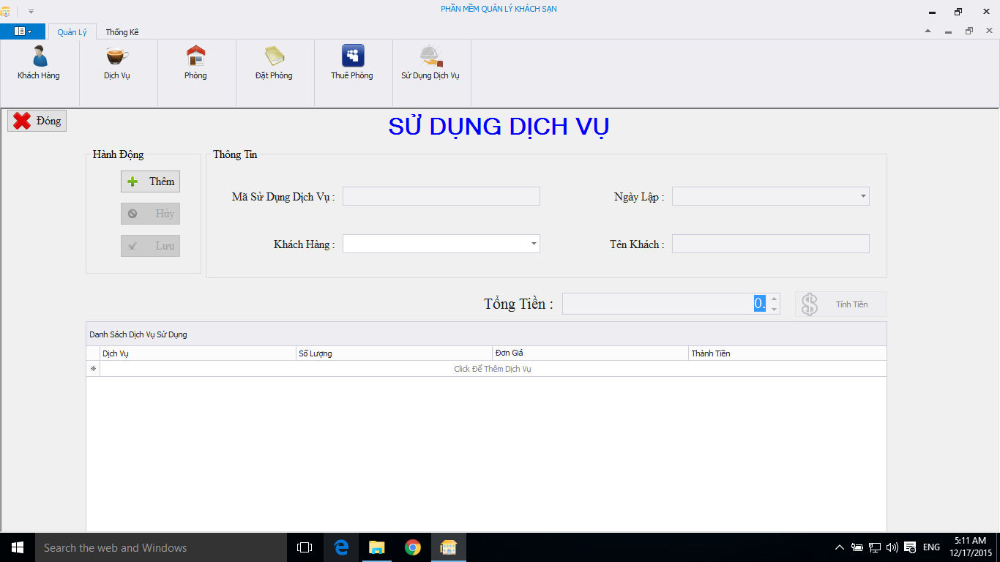 PHẦN MỀM QUẢN LÝ KHÁCH SẠN
Quản Lý Thống Kê
Khách Hàng Dịch Vụ Phòng Đặt Phòng Thuê Phòng Sử Dụng Dịch Vụ
Đóng
SỬ DỤNG DỊCH VỤ
Hành Động
Thêm
Hủy
Lưu
Thông Tin
Mã Sử Dụng Dịch Vụ :
Ngày Lập :
Khách Hàng :
Tên Khách :
Tổng Tiền : 0. Tính Tiền
Danh Sách Dịch Vụ Sử Dụng
Dịch Vụ Số Lượng Đơn Giá Thành Tiền
Click Để Thêm Dịch Vụ
Search the web and Windows
ENG
5:11 AM
12/17/2015